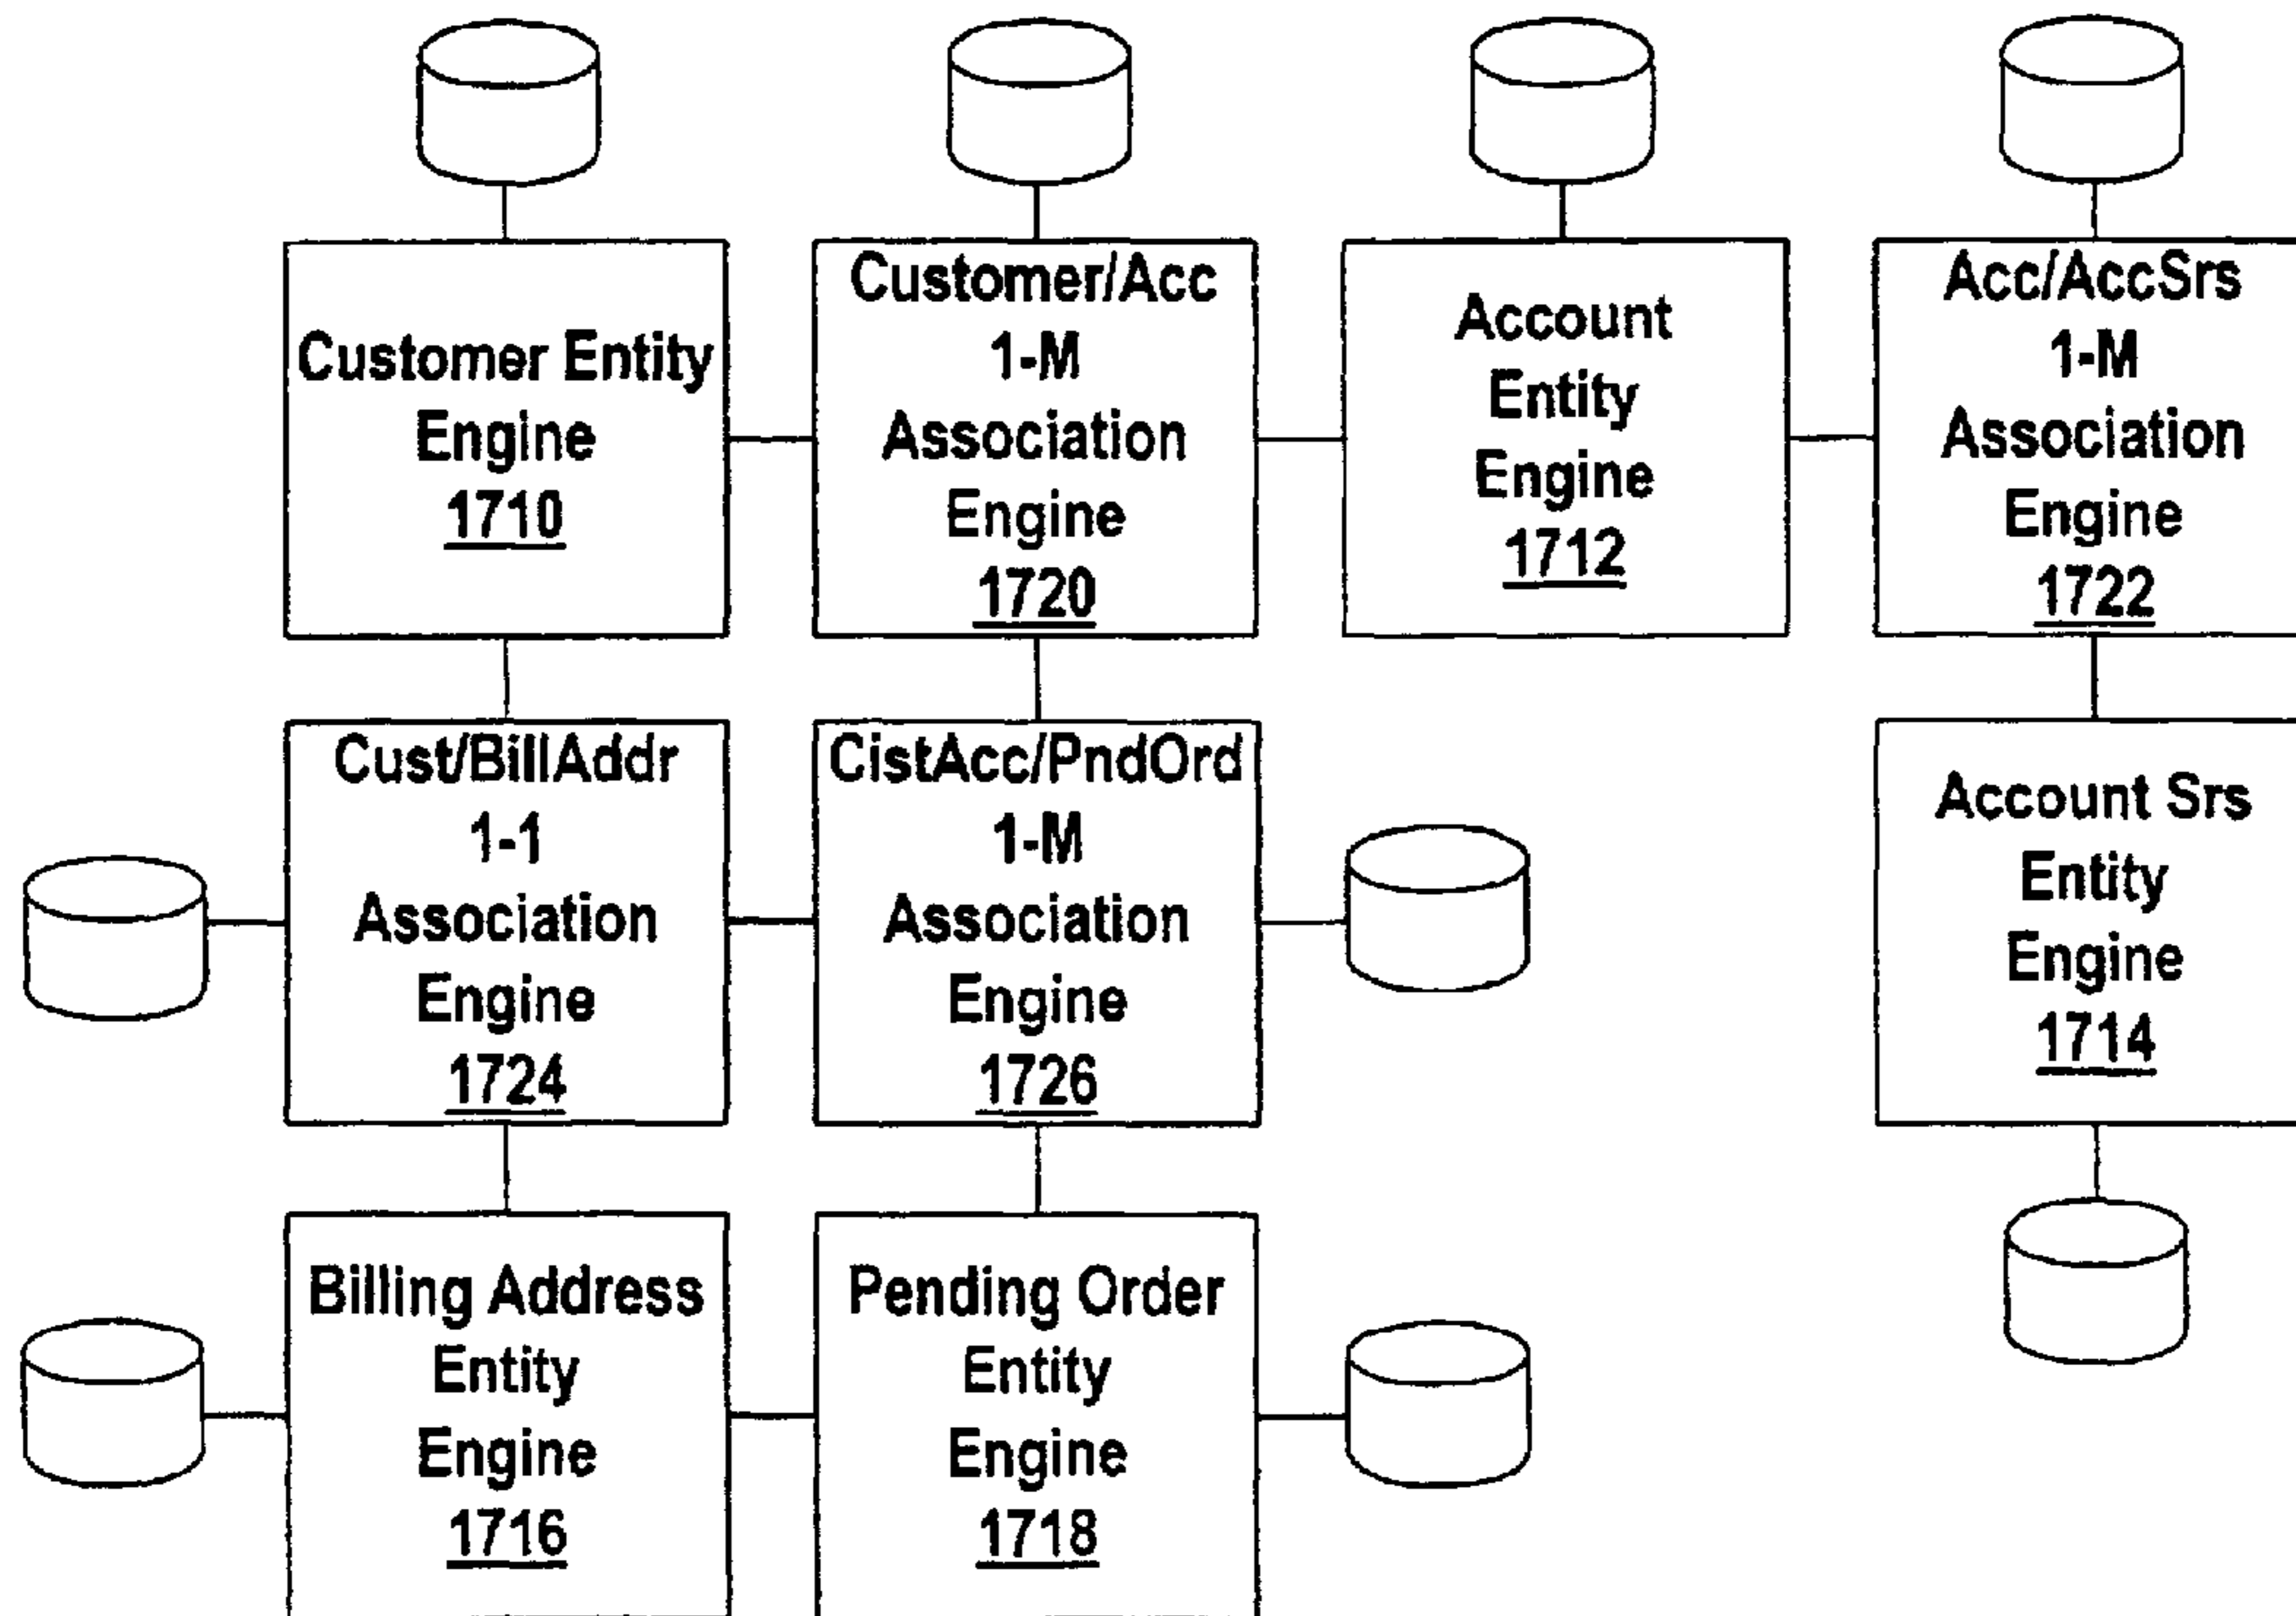 Customer Entity
Engine
1710
Customer/Acc
1-M
Association
Engine
1720
Account
Entity
Engine
1712
Acc/AccSrs
1-M
Association
Engine
1722
Cust/BillAddr
1-1
Association
Engine
1724
CistAcc/PndOrd
1-M
Association
Engine
1726
Account Srs
Entity
Engine
1714
Billing Address
Entity
Engine
1716
Pending Order
Entity
Engine
1718